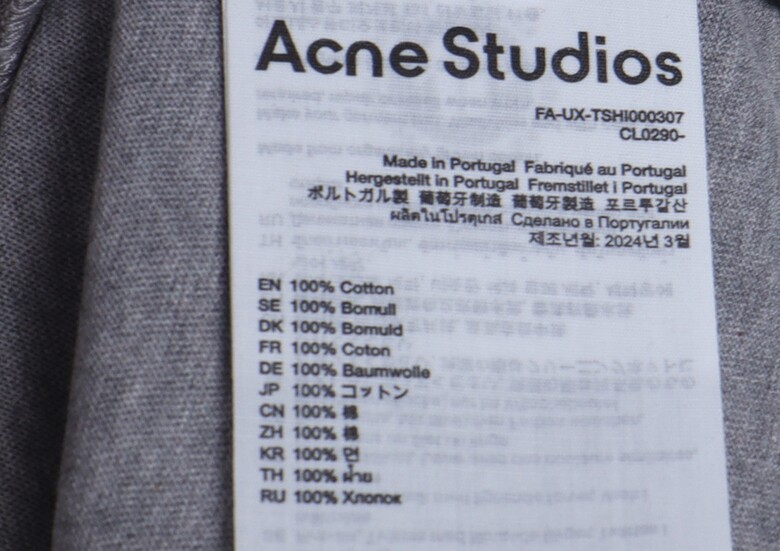 Acne Studios
FA-UX-TSHI000307
CL0290-
Made in Portugal Fabriqué au Portugal
Hergestellt in Portugal Fremstillet i Portugal
ポルトガル製 葡萄牙制造 葡萄牙製造 포르투갈산
ผลิตในโปรตุเกส Сделано в Португалии
제조년월: 2024년 3월
EN 100% Cotton
SE 100% Bomull
DK 100% Bomuld
FR 100% Coton
DE 100% Baumwolle
JP 100% コットン
CN 100% 棉
ZH 100% 棉
KR 100% 면
TH 100% ฝ้าย
RU 100% Хлопок